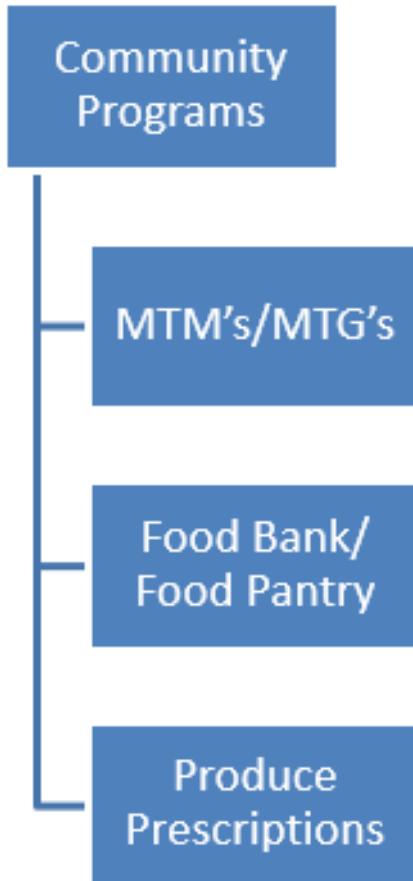 Community
Programs
MTM's/MTG's
Food Bank/
Food Pantry
Produce
Prescriptions